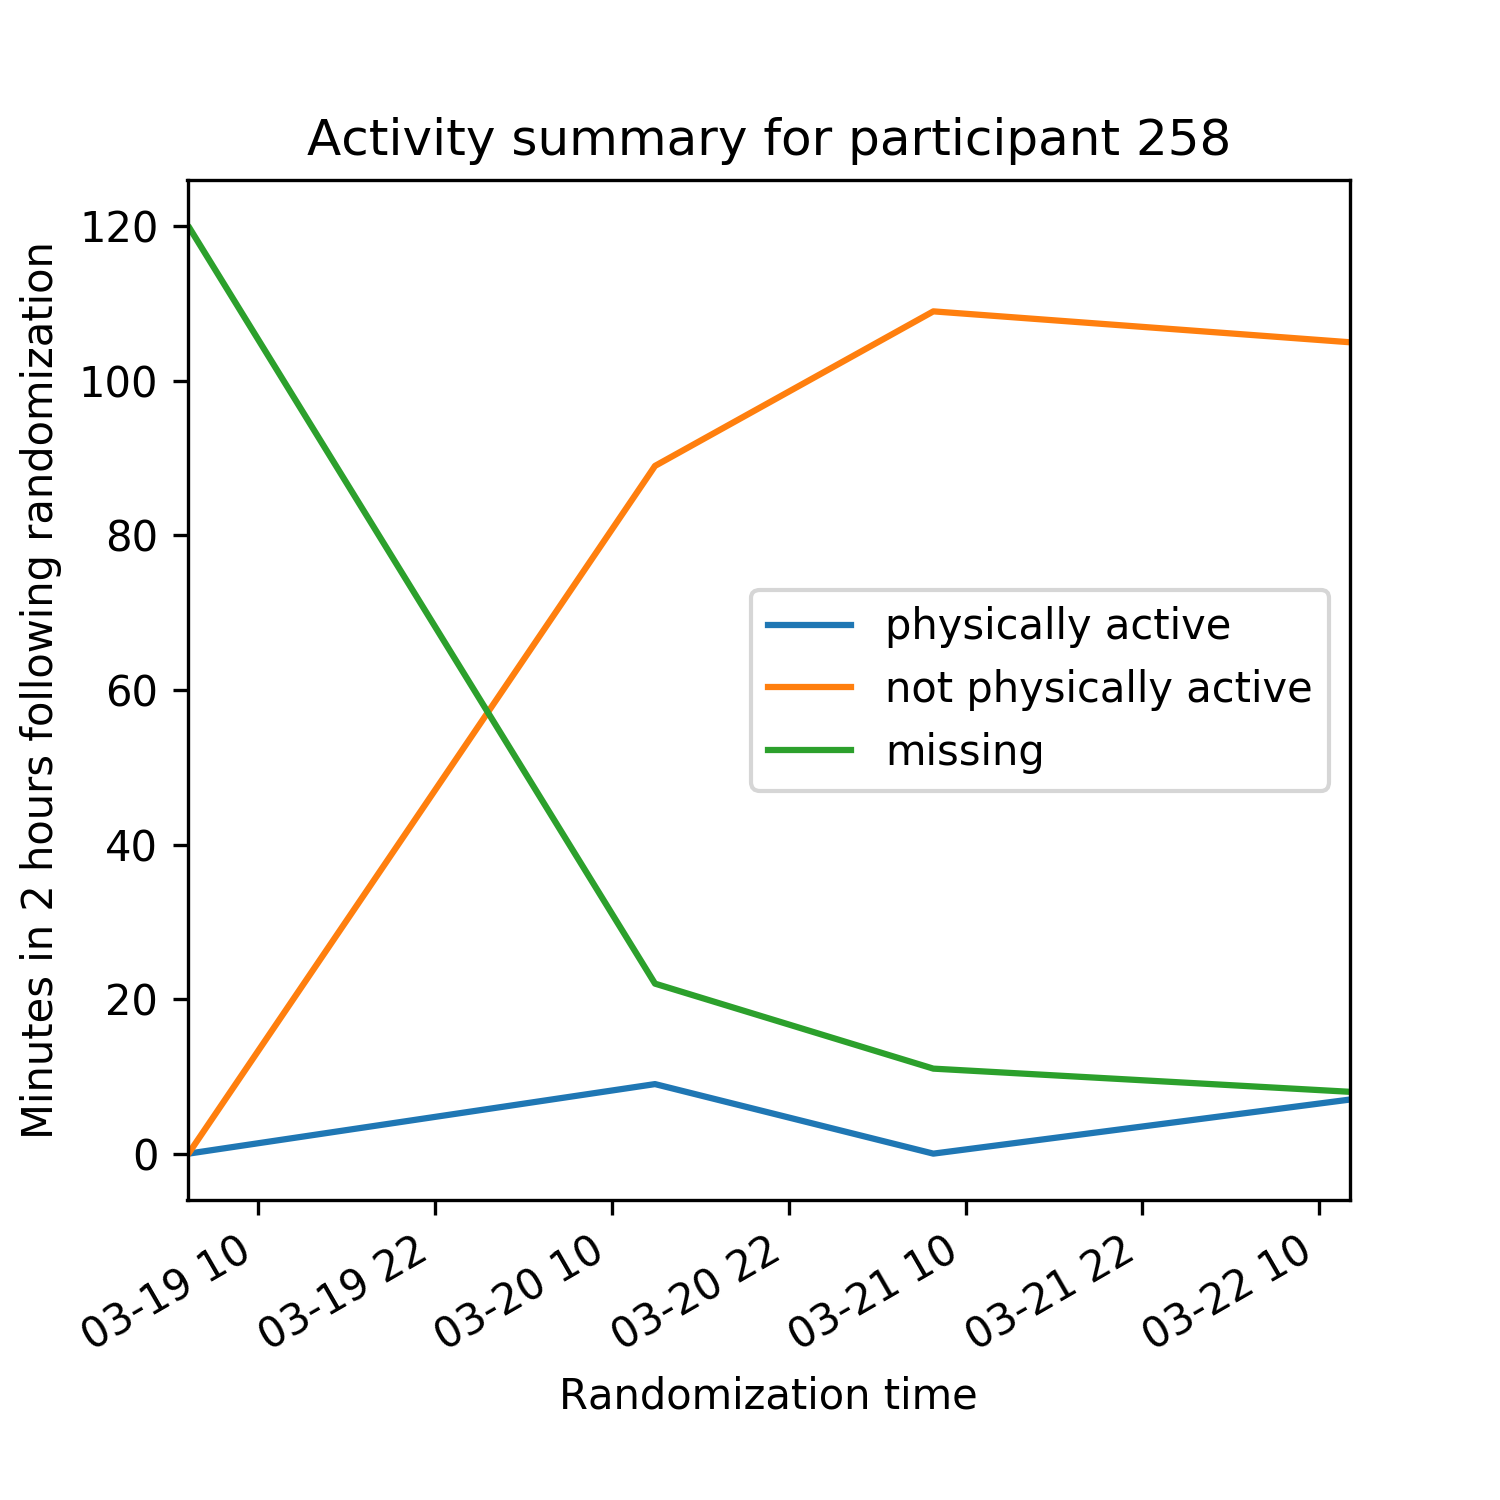 Activity summary for participant 258
Minutes in 2 hours following randomization
120
100
80
60
40
20
0
physically active
not physically active
missing
03-19 10
03-19 22
03-20 10
03-20 22
03-21 10
03-21 22
03-22 10
Randomization time